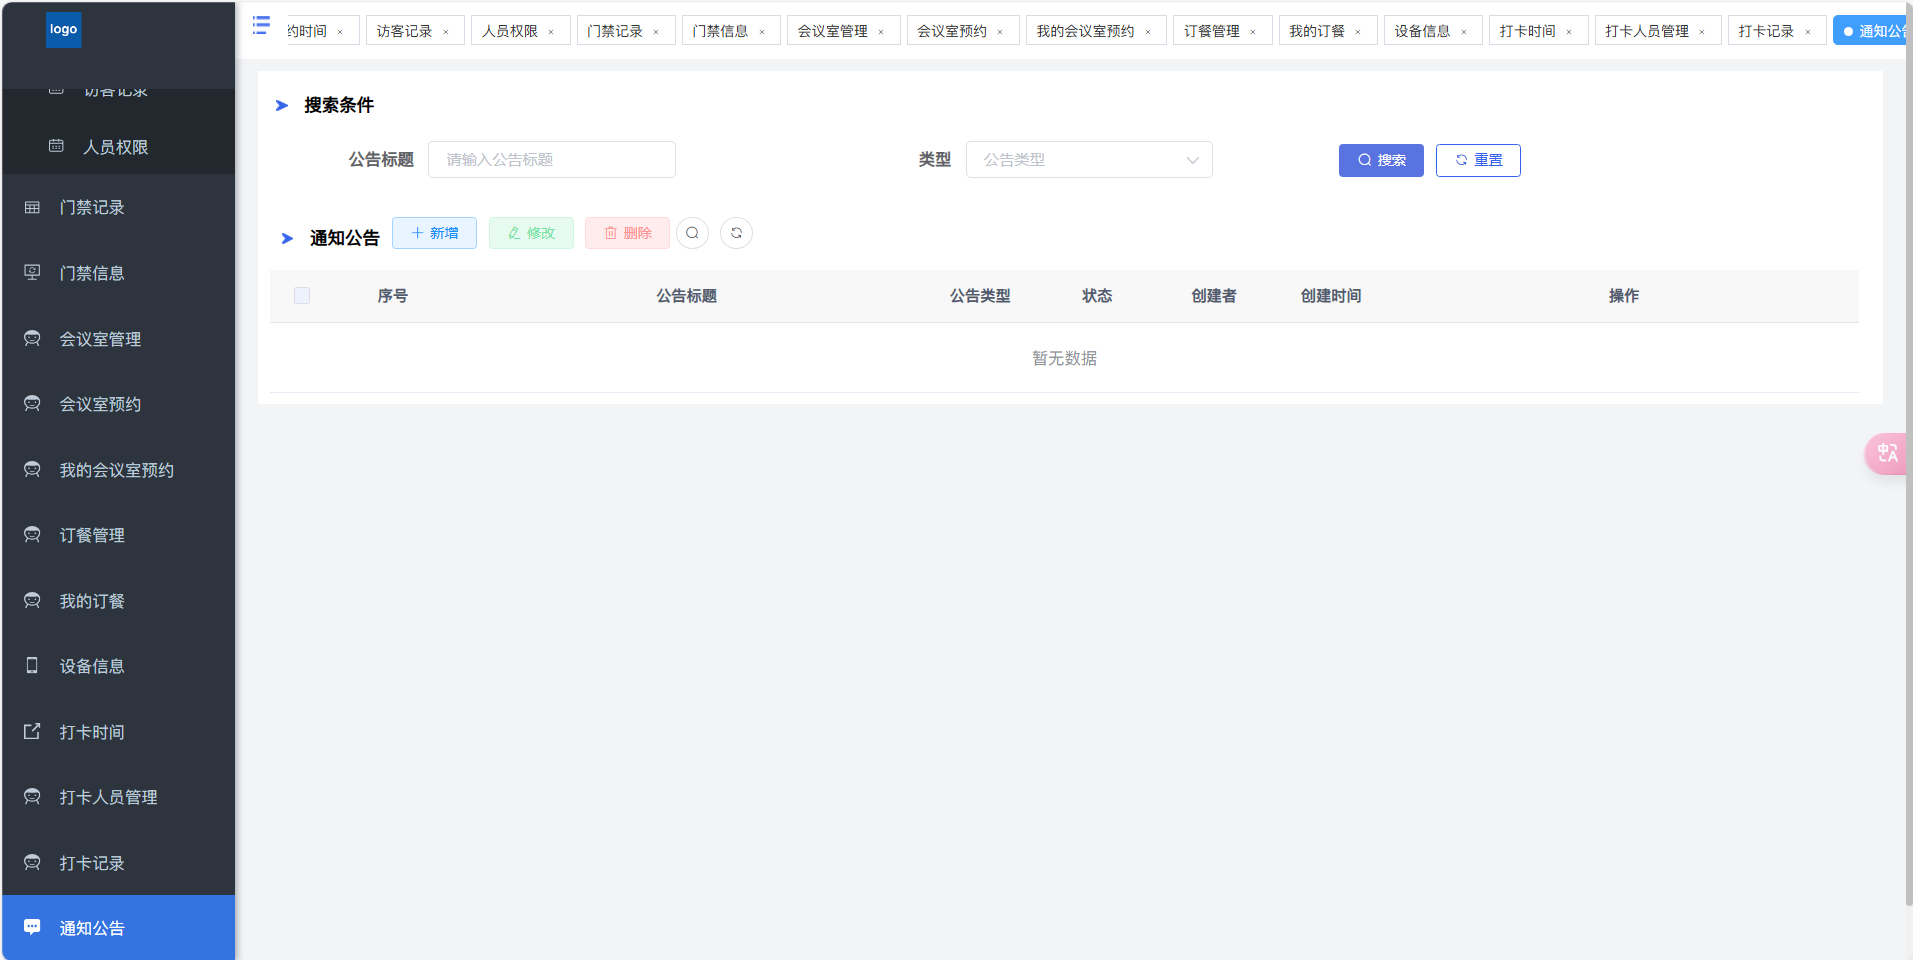 logo
约时间 × 访客记录 × 人员权限 × 门禁记录 × 门禁信息 × 会议室管理 × 会议室预约 × 我的会议室预约 × 订餐管理 × 我的订餐 × 设备信息 × 打卡时间 × 打卡人员管理 × 打卡记录 × 通知公告
访客记录
人员权限
门禁记录
门禁信息
会议室管理
会议室预约
我的会议室预约
订餐管理
我的订餐
设备信息
打卡时间
打卡人员管理
打卡记录
通知公告
搜索条件
公告标题 请输入公告标题 类型 公告类型 搜索 重置
通知公告 新增 修改 删除
序号 公告标题 公告类型 状态 创建者 创建时间 操作
暂无数据
中 A